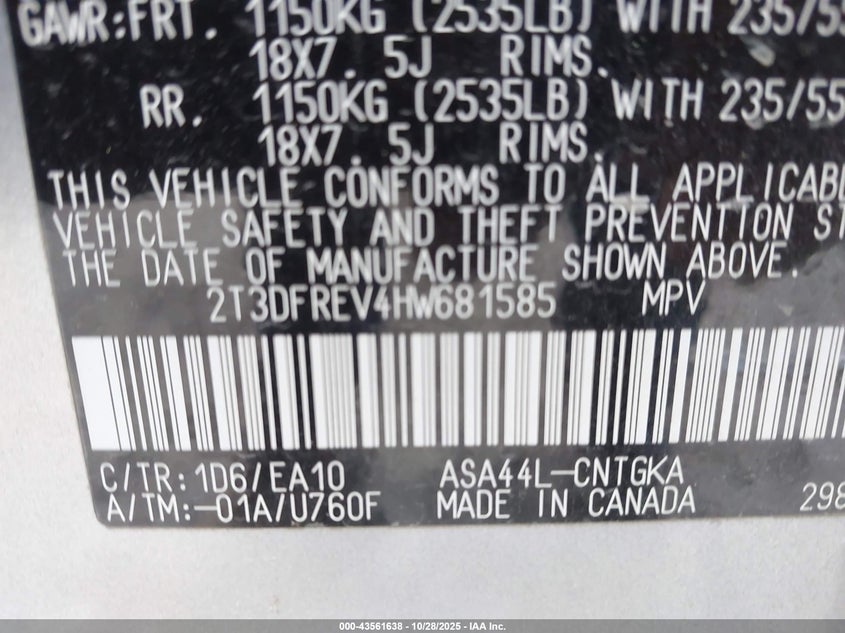 GAWR:FRT. 1150KG (2535LB) WITH 235/55
18X7. 5J RIMS.
RR. 1150KG (2535LB) WITH 235/55
18X7. 5J RIMS.
THIS VEHICLE CONFORMS TO ALL APPLICABL
VEHICLE SAFETY AND THEFT PREVENTION ST
THE DATE OF MANUFACTURE SHOWN ABOVE.
2T3DFREV4HW681585 MPV
C/TR:1D6/EA10 ASA44L-CNTGKA
A/TM:-01A/U760F MADE IN CANADA 298
000-43561638 | 10/28/2025 - IAA Inc.